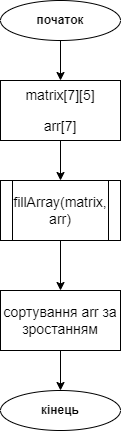 початок
matrix[7][5]
arr[7]
fillArray(matrix,
arr)
сортування arr за
зростанням
кінець